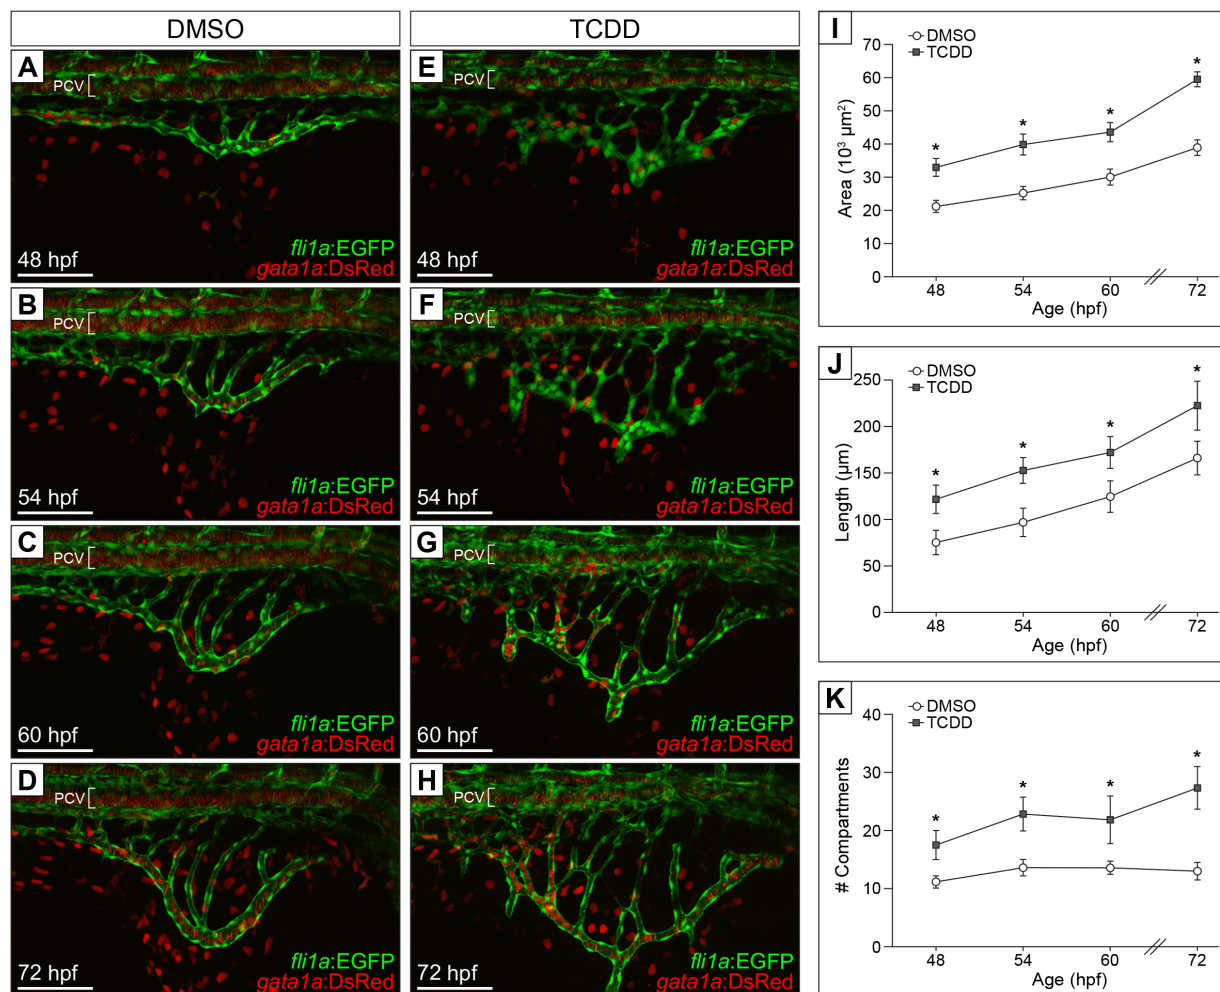 DMSO
TCDD
A
PCV
fli1a:EGFP
48 hpf
gata1a:DsRed
B
PCV
fli1a:EGFP
54 hpf
gata1a:DsRed
C
PCV
fli1a:EGFP
60 hpf
gata1a:DsRed
D
PCV
fli1a:EGFP
72 hpf
gata1a:DsRed
E
PCV
fli1a:EGFP
48 hpf
gata1a:DsRed
F
PCV
fli1a:EGFP
54 hpf
gata1a:DsRed
G
PCV
fli1a:EGFP
60 hpf
gata1a:DsRed
H
PCV
fli1a:EGFP
72 hpf
gata1a:DsRed
I
DMSO
TCDD
Area (10³ µm²)
70
60
50
40
30
20
10
0
* * * *
48 54 60 72
Age (hpf)
J
DMSO
TCDD
Length (µm)
250
200
150
100
50
0
* * * *
48 54 60 72
Age (hpf)
K
DMSO
TCDD
# Compartments
40
30
20
10
0
* * * *
48 54 60 72
Age (hpf)